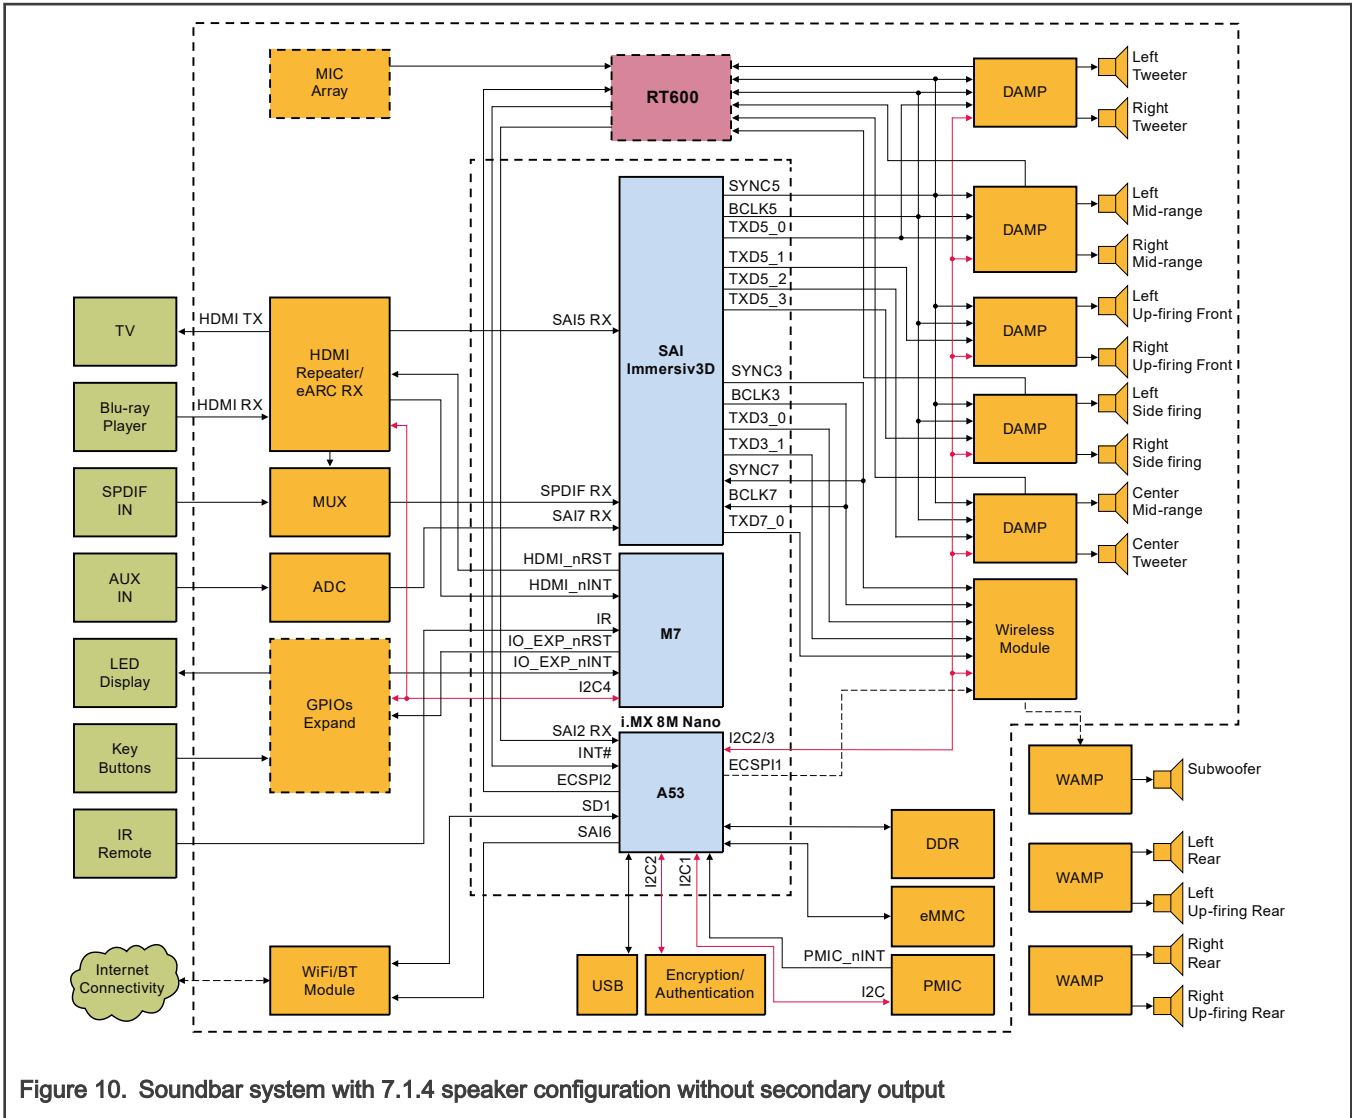 MIC
Array
RT600
DAMP
Left
Tweeter
Right
Tweeter
SYNC5
BCLK5
TXD5_0
TXD5_1
TXD5_2
TXD5_3
DAMP
Left
Mid-range
Right
Mid-range
TV
HDMI TX
HDMI
Repeater/
eARC RX
SAI5 RX
SAI
Immersiv3D
DAMP
Left
Up-firing Front
Right
Up-firing Front
Blu-ray
Player
HDMI RX
SYNC3
BCLK3
TXD3_0
TXD3_1
SYNC7
BCLK7
TXD7_0
DAMP
Left
Side firing
Right
Side firing
SPDIF
IN
MUX
SPDIF RX
SAI7 RX
DAMP
Center
Mid-range
Center
Tweeter
AUX
IN
ADC
HDMI_nRST
HDMI_nINT
IR
IO_EXP_nRST
IO_EXP_nINT
I2C4
M7
Wireless
Module
LED
Display
GPIOs
Expand
Key
Buttons
i.MX 8M Nano
SAI2 RX
INT#
ECSPI2
SD1
SAI6
A53
I2C2/3
ECSPI1
WAMP
Subwoofer
IR
Remote
I2C2
I2C1
DDR
WAMP
Left
Rear
Left
Up-firing Rear
eMMC
Internet
Connectivity
WiFi/BT
Module
USB
Encryption/
Authentication
PMIC_nINT
I2C
PMIC
WAMP
Right
Rear
Right
Up-firing Rear
Figure 10. Soundbar system with 7.1.4 speaker configuration without secondary output